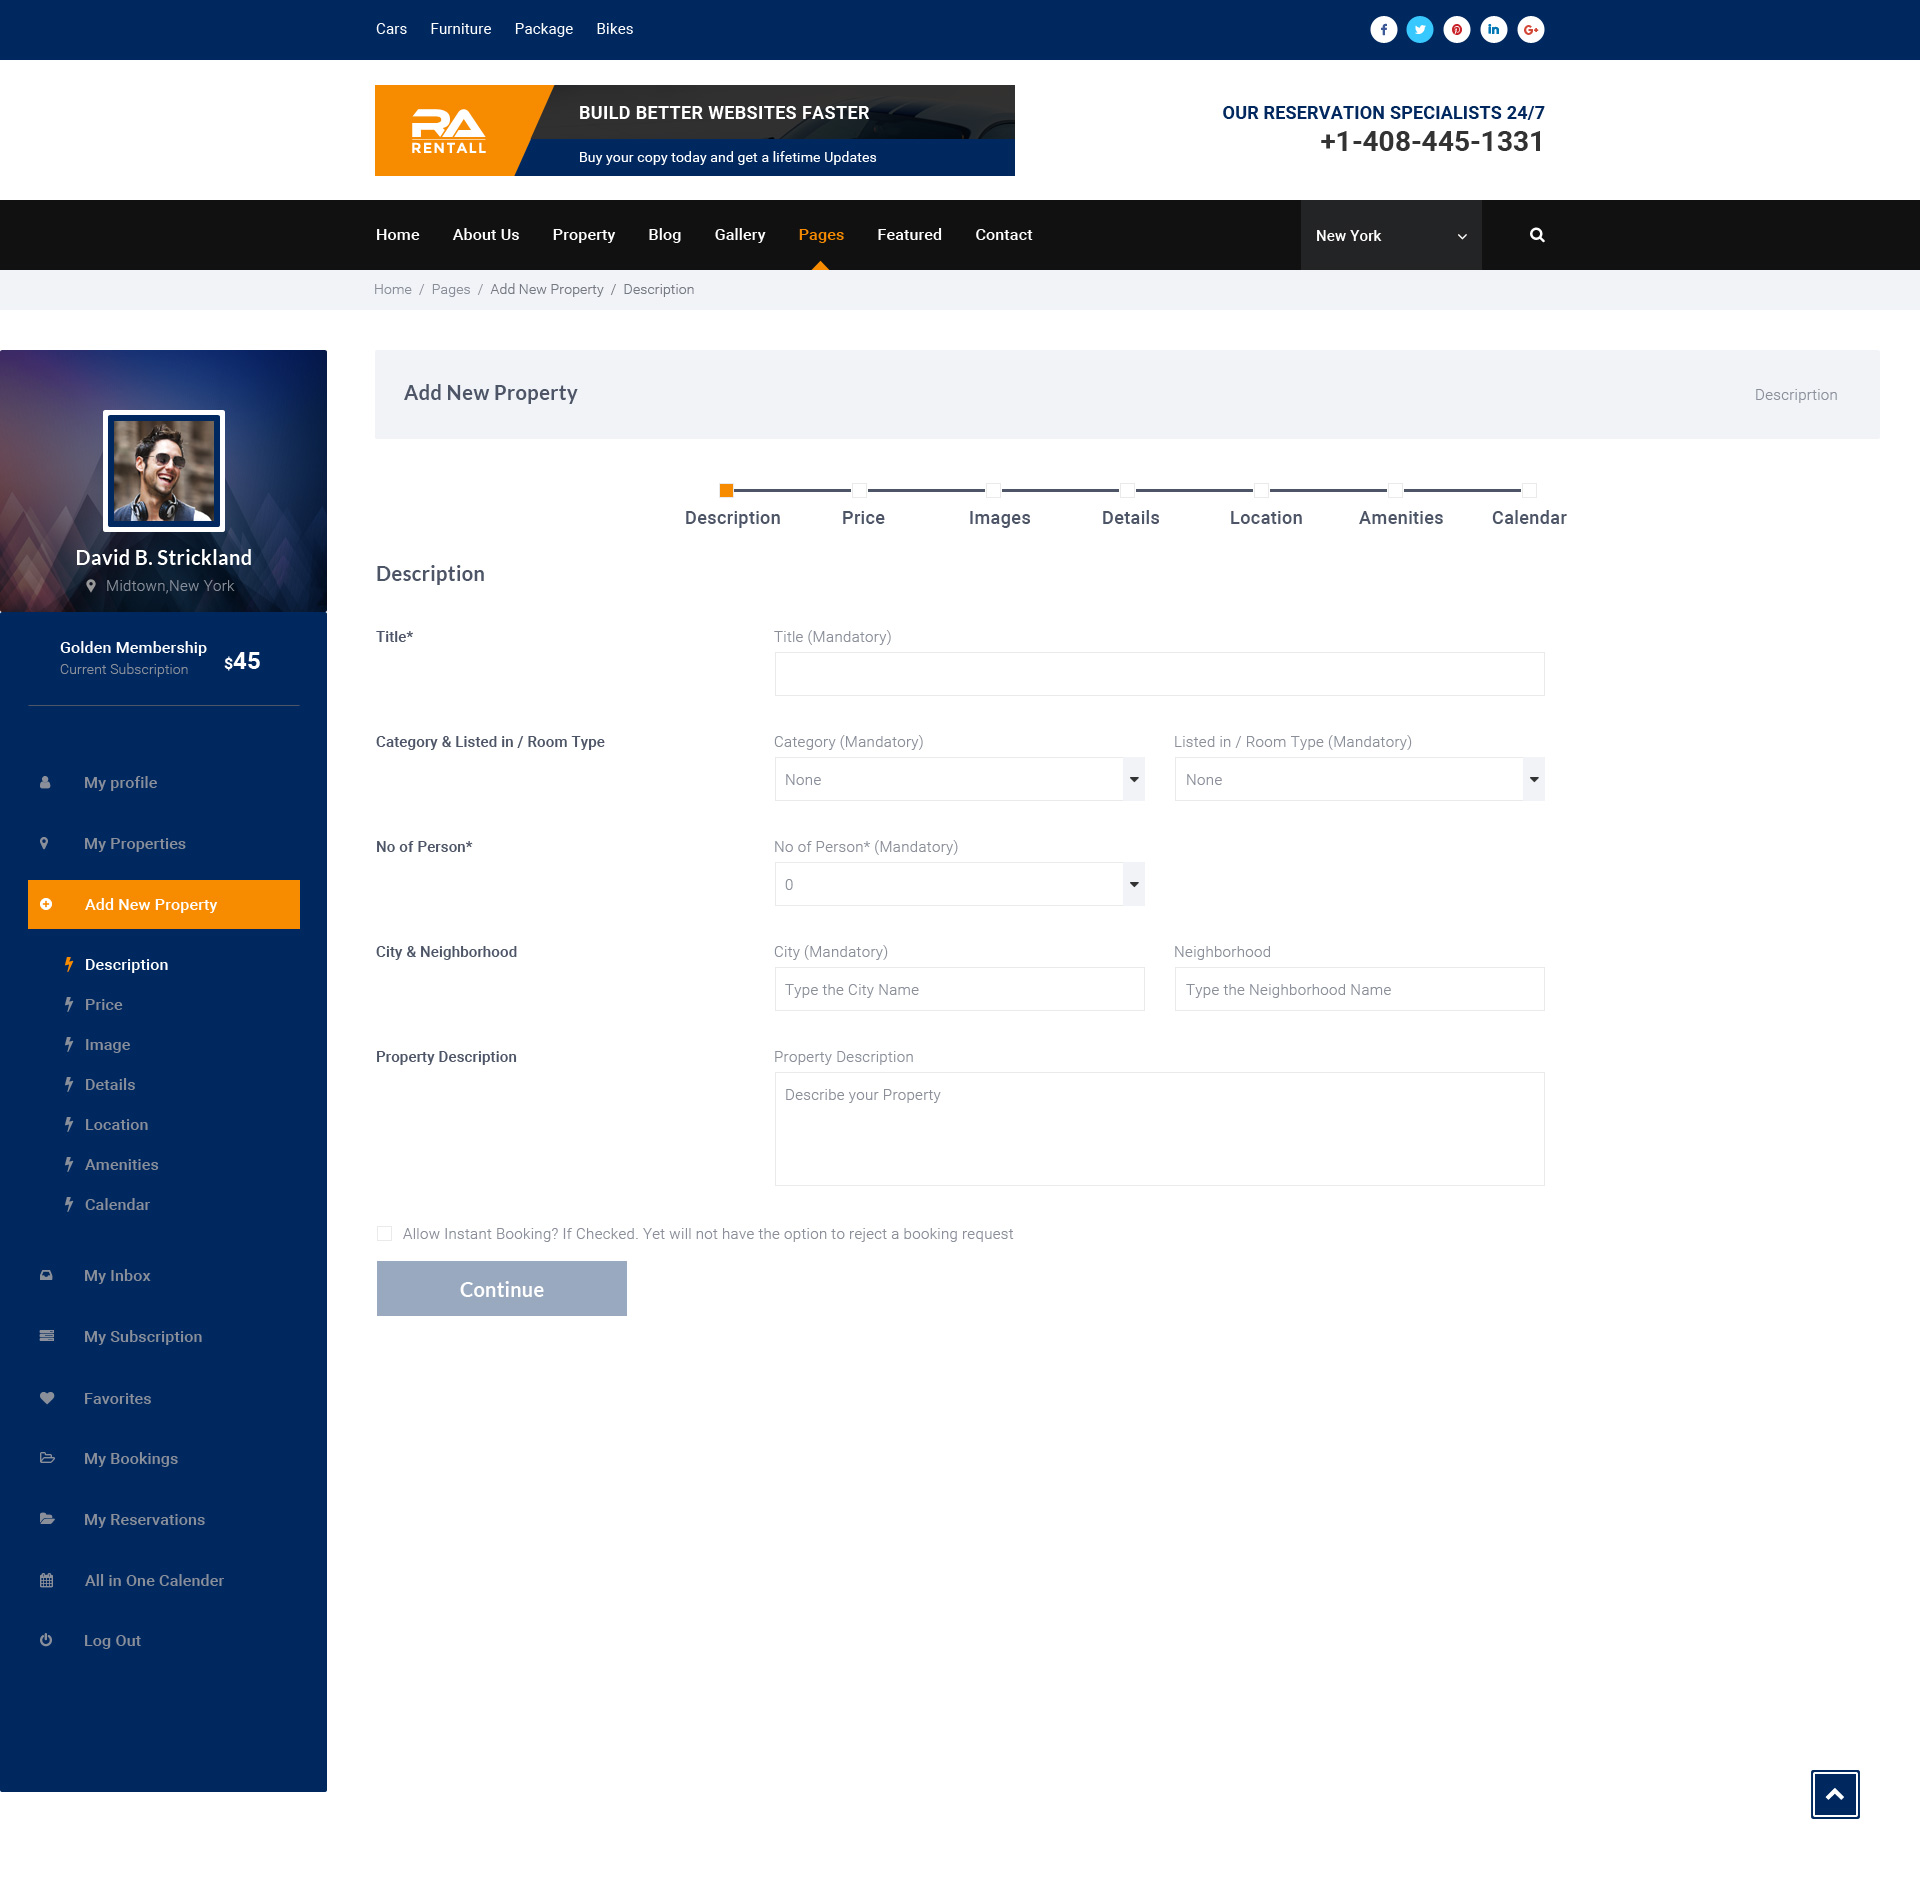 Cars Furniture Package Bikes
RA
RENTALL
BUILD BETTER WEBSITES FASTER
Buy your copy today and get a lifetime Updates
OUR RESERVATION SPECIALISTS 24/7
+1-408-445-1331
Home About Us Property Blog Gallery Pages Featured Contact
New York
Home / Pages / Add New Property / Description
David B. Strickland
Midtown,New York
Golden Membership
Current Subscription
$45
My profile
My Properties
Add New Property
Description
Price
Image
Details
Location
Amenities
Calendar
My Inbox
My Subscription
Favorites
My Bookings
My Reservations
All in One Calender
Log Out
Add New Property
Descriprtion
Description Price Images Details Location Amenities Calendar
Description
Title*
Title (Mandatory)
Category & Listed in / Room Type
Category (Mandatory)
None
Listed in / Room Type (Mandatory)
None
No of Person*
No of Person* (Mandatory)
0
City & Neighborhood
City (Mandatory)
Type the City Name
Neighborhood
Type the Neighborhood Name
Property Description
Property Description
Describe your Property
Allow Instant Booking? If Checked. Yet will not have the option to reject a booking request
Continue